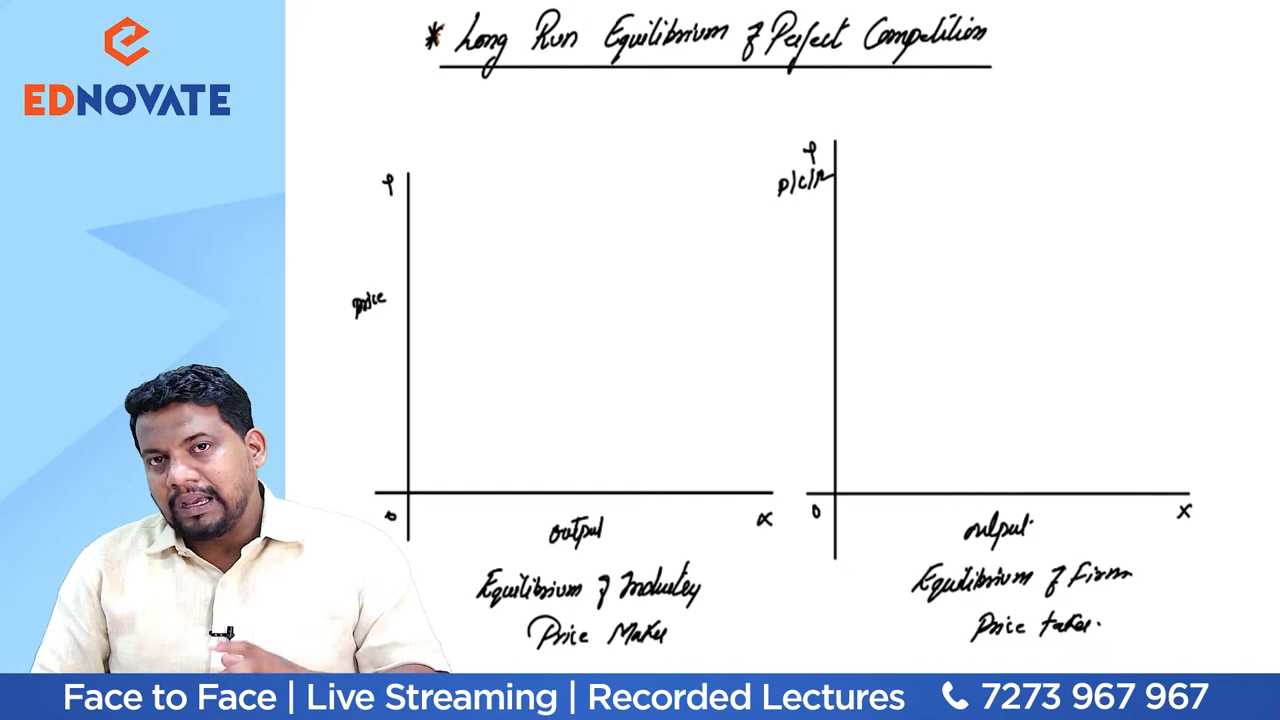 EDNOVATE
* Long Run Equilibrium of Perfect Competition
Y
Price
O
output
X
Equilibrium of Industry
Price Maker
Y
P/C/R
O
output
X
Equilibrium of Firm
Price taker.
Face to Face | Live Streaming | Recorded Lectures 7273 967 967